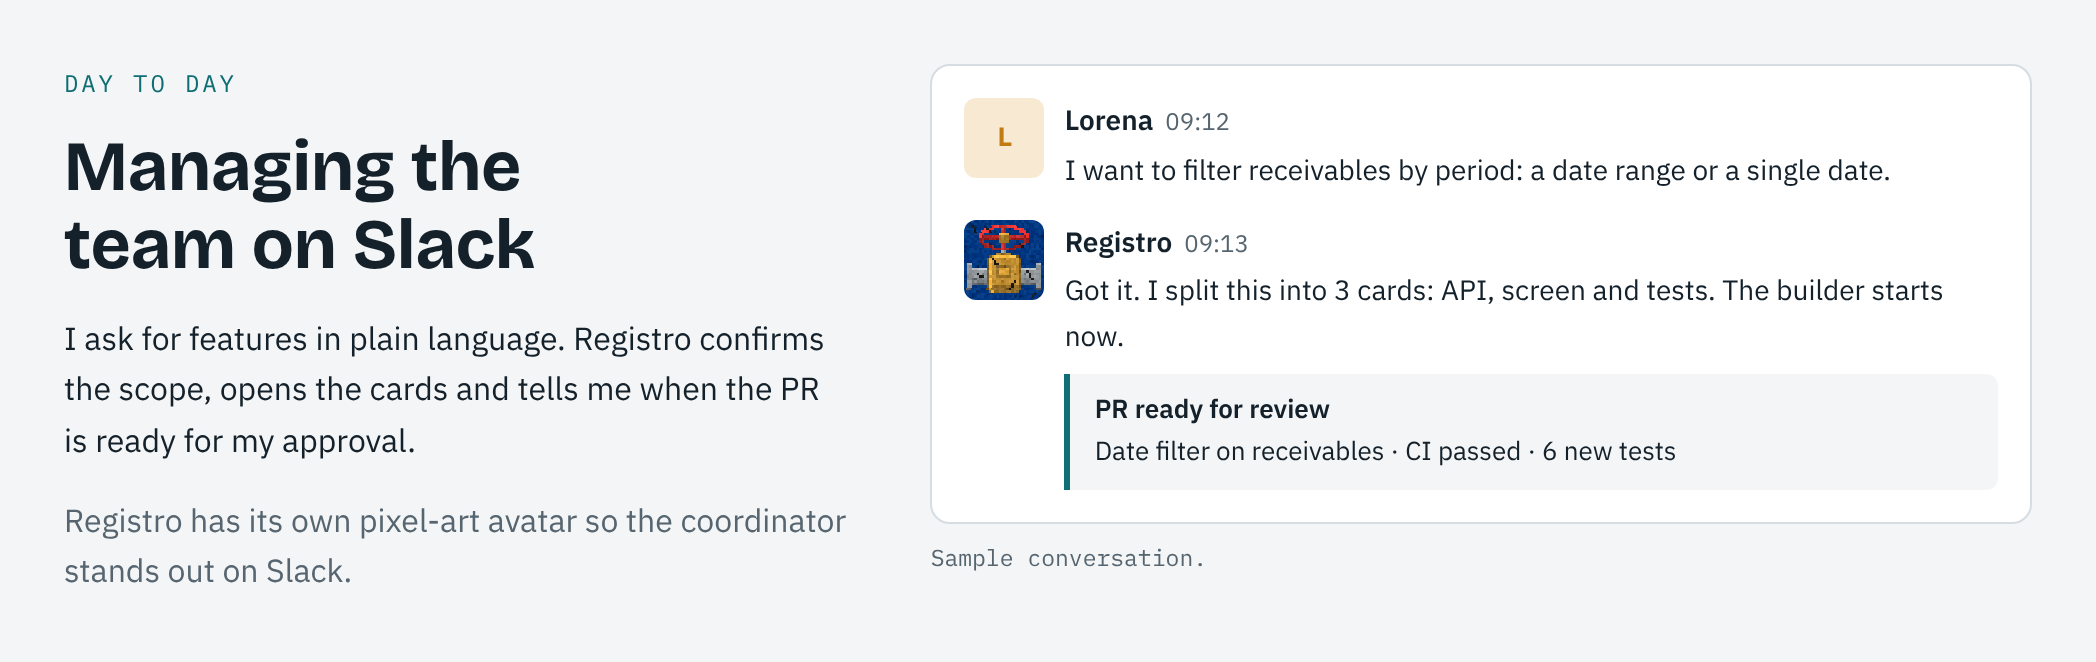 DAY TO DAY
Managing the
team on Slack
I ask for features in plain language. Registro confirms
the scope, opens the cards and tells me when the PR
is ready for my approval.
Registro has its own pixel-art avatar so the coordinator
stands out on Slack.
L
Lorena 09:12
I want to filter receivables by period: a date range or a single date.
Registro 09:13
Got it. I split this into 3 cards: API, screen and tests. The builder starts
now.
PR ready for review
Date filter on receivables · CI passed · 6 new tests
Sample conversation.